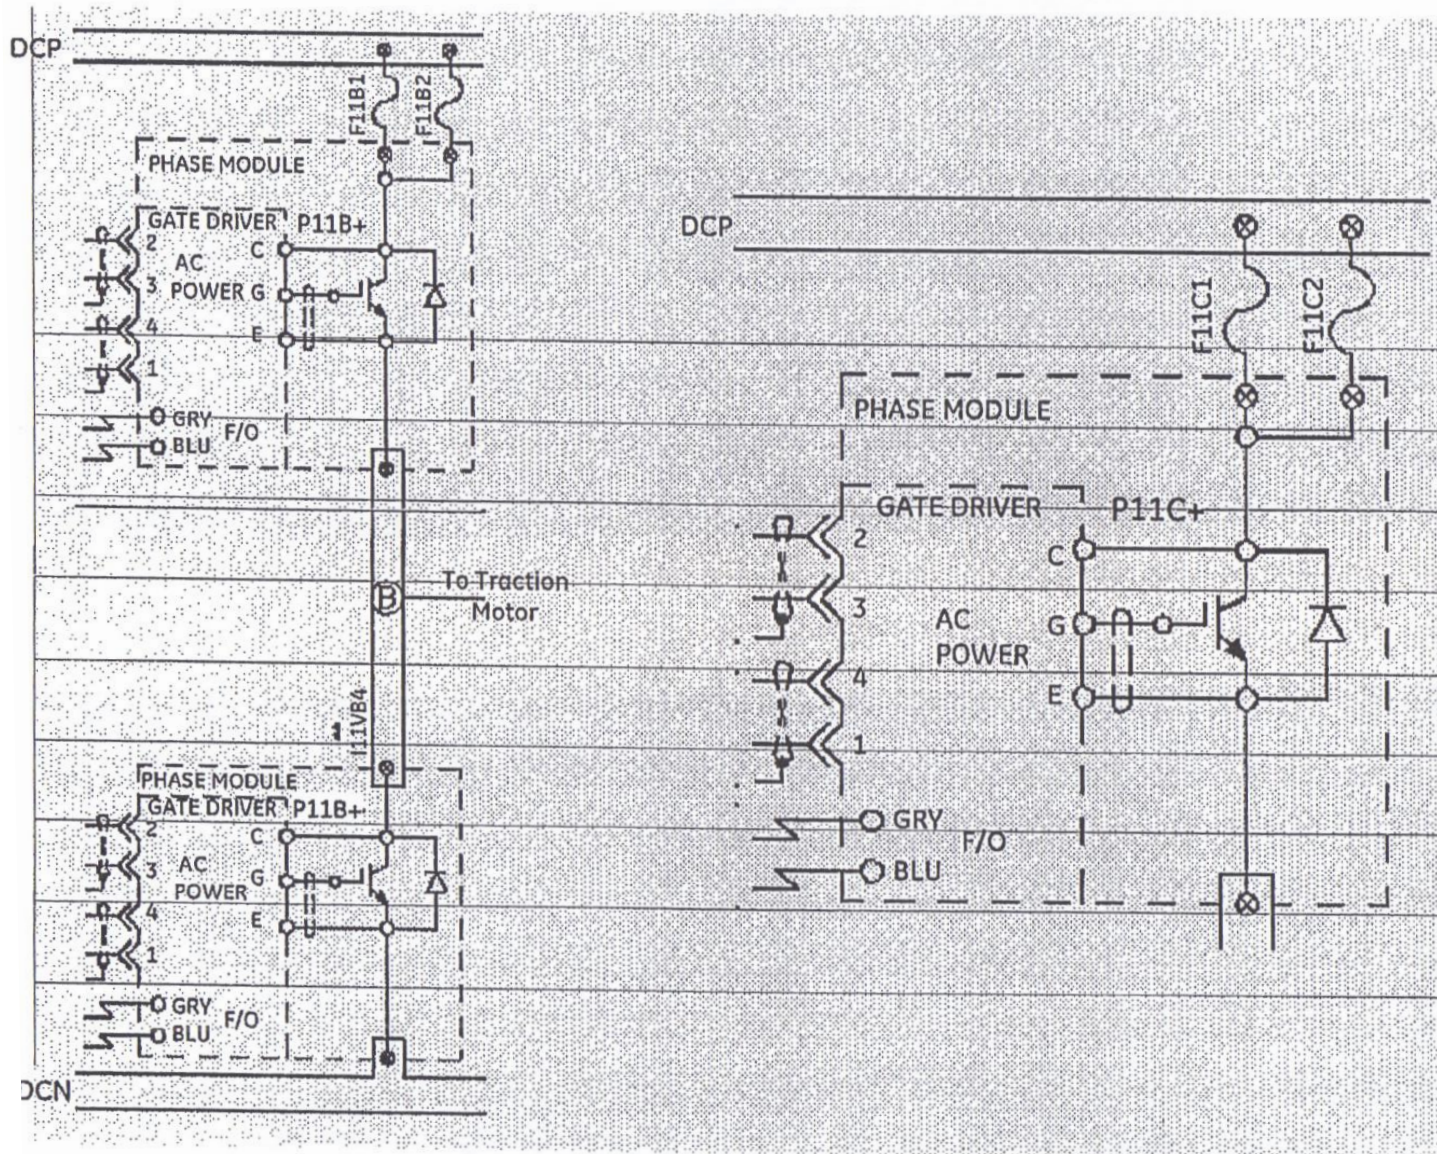 DCP
F11B1
F11B2
PHASE MODULE
GATE DRIVER
P11B+
2
3
4
1
AC
POWER
C
G
E
GRY
BLU
F/O
B
To Traction
Motor
11VB4
PHASE MODULE
GATE DRIVER
P11B+
2
3
4
1
AC
POWER
C
G
E
GRY
BLU
F/O
DCN
DCP
F11C1
F11C2
PHASE MODULE
GATE DRIVER
P11C+
2
3
4
1
AC
POWER
C
G
E
GRY
BLU
F/O